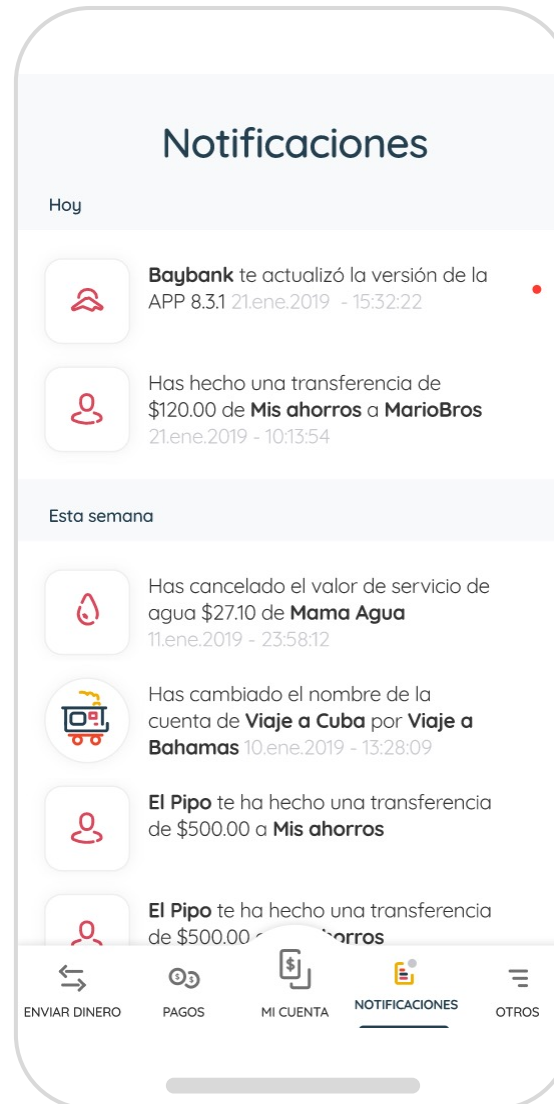 Notificaciones
Hoy
Baybank te actualizó la versión de la
APP 8.3.1 21.ene.2019 - 15:32:22
Has hecho una transferencia de
$120.00 de Mis ahorros a MarioBros
21.ene.2019 - 10:13:54
Esta semana
Has cancelado el valor de servicio de
agua $27.10 de Mama Agua
11.ene.2019 - 23:58:12
Has cambiado el nombre de la
cuenta de Viaje a Cuba por Viaje a
Bahamas 10.ene.2019 - 13:28:09
El Pipo te ha hecho una transferencia
de $500.00 a Mis ahorros
El Pipo te ha hecho una transferencia
de $500.00
ENVIAR DINERO PAGOS MI CUENTA NOTIFICACIONES OTROS